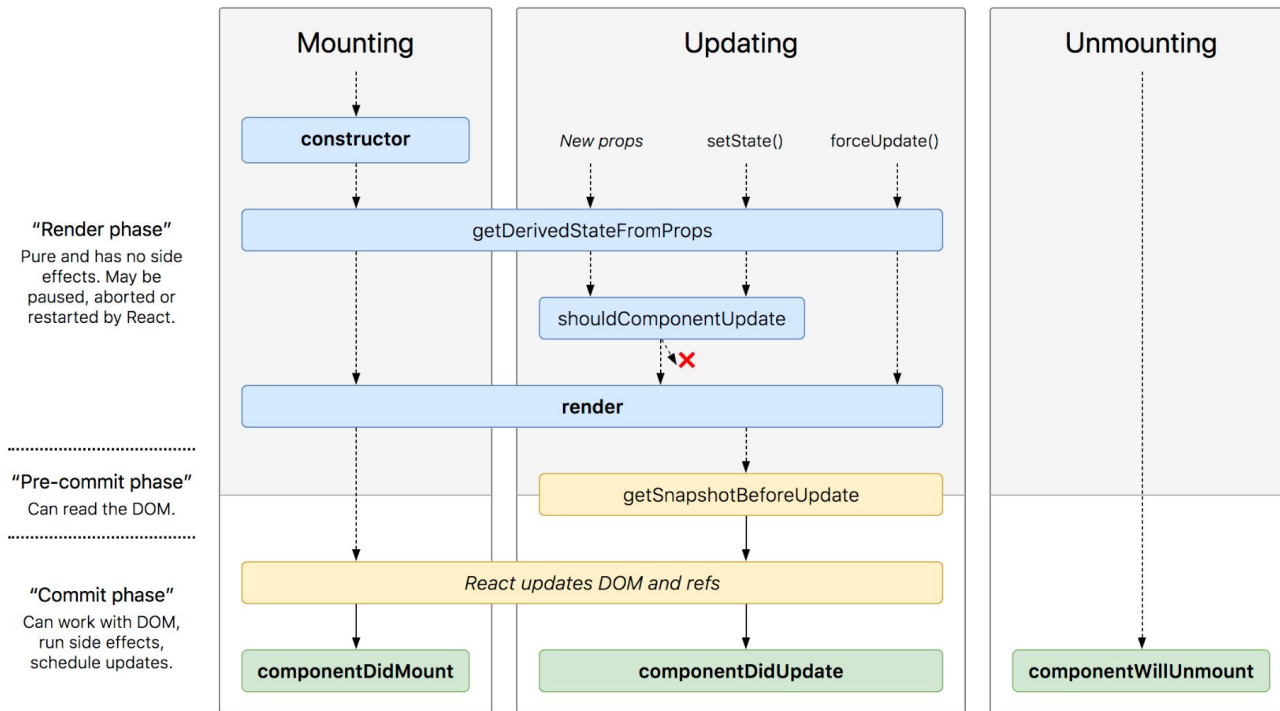 Mounting
Updating
Unmounting
constructor
New props
setState()
forceUpdate()
“Render phase”
Pure and has no side
effects. May be
paused, aborted or
restarted by React.
getDerivedStateFromProps
shouldComponentUpdate
render
“Pre-commit phase”
Can read the DOM.
getSnapshotBeforeUpdate
“Commit phase”
Can work with DOM,
run side effects,
schedule updates.
React updates DOM and refs
componentDidMount
componentDidUpdate
componentWillUnmount